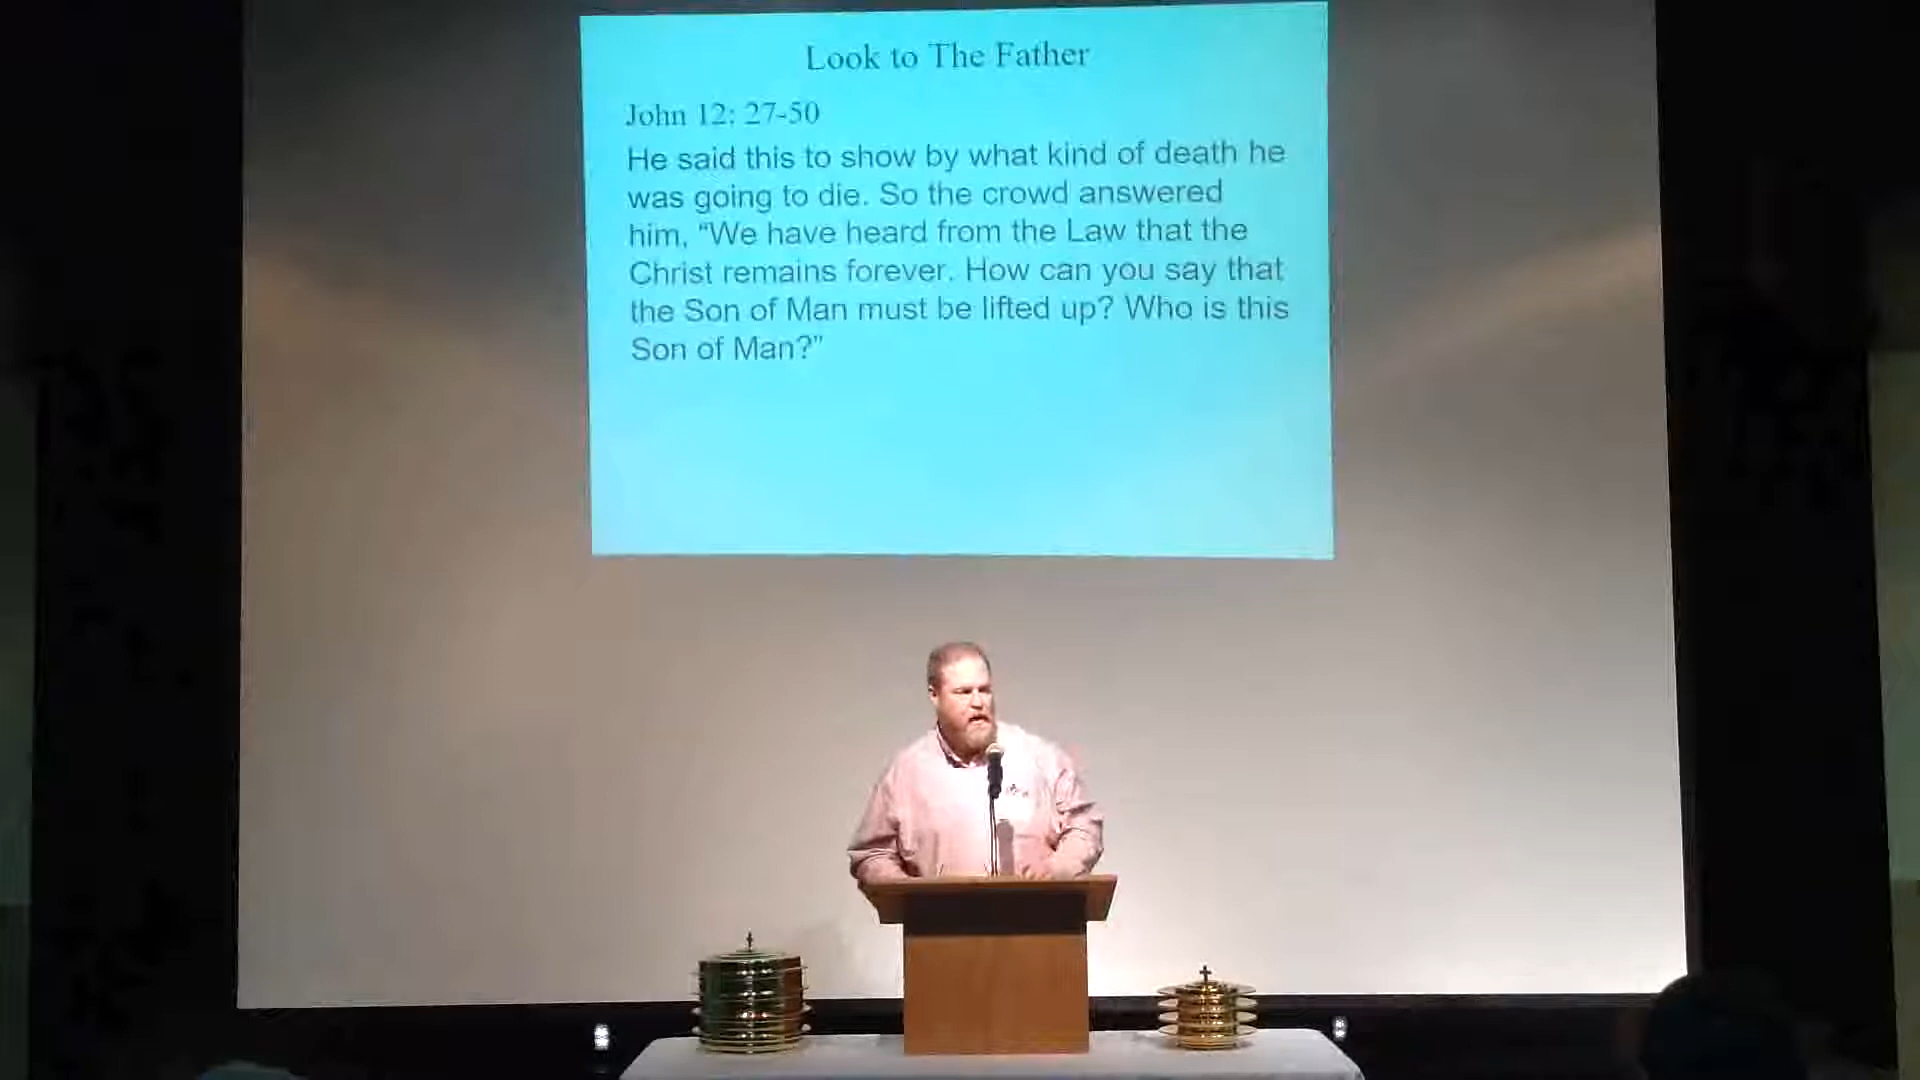 Look to The Father
John 12: 27-50
He said this to show by what kind of death he
was going to die. So the crowd answered
him, “We have heard from the Law that the
Christ remains forever. How can you say that
the Son of Man must be lifted up? Who is this
Son of Man?”